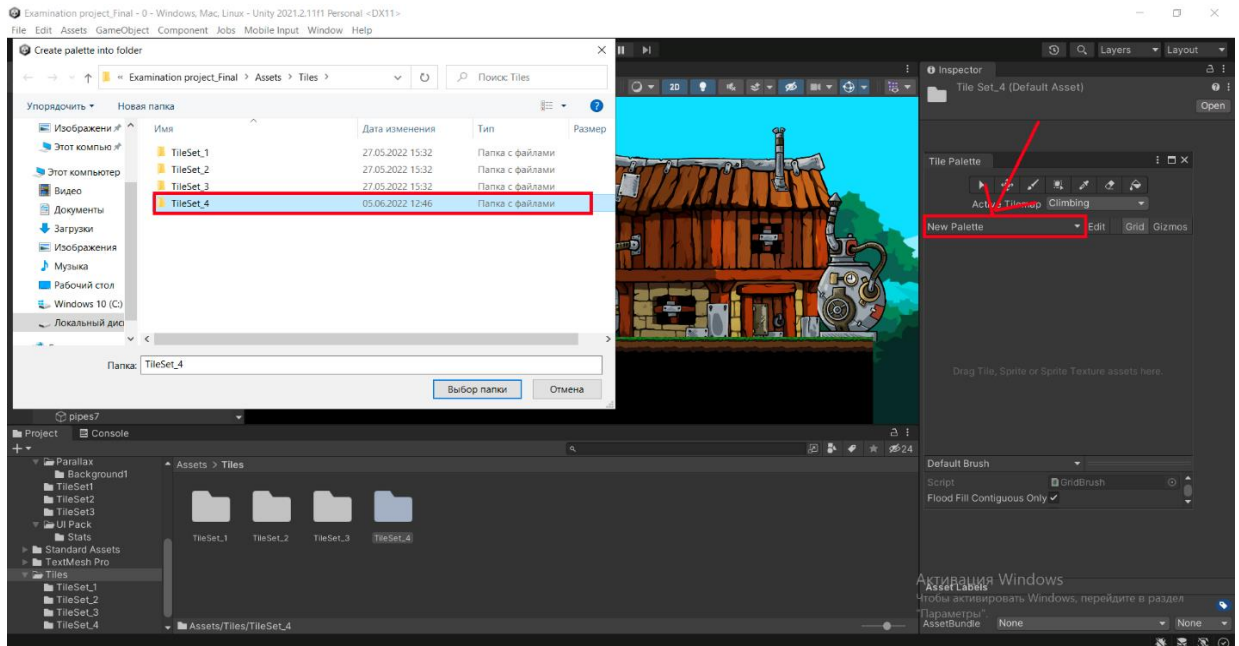 Examination project_Final - 0 - Windows, Mac, Linux - Unity 2021.2.11f1 Personal <DX11>
File Edit Assets GameObject Component Jobs Mobile Input Window Help
Create palette into folder
« Examination project_Final > Assets > Tiles >
Поиск: Tiles
Упорядочить
Новая папка
Изображени
Этот компью
Этот компьютер
Видео
Документы
Загрузки
Изображения
Музыка
Рабочий стол
Windows 10 (C:)
Локальный дис
Имя Дата изменения Тип Размер
TileSet_1 27.05.2022 15:32 Папка с файлами
TileSet_2 27.05.2022 15:32 Папка с файлами
TileSet_3 27.05.2022 15:32 Папка с файлами
TileSet_4 05.06.2022 12:46 Папка с файлами
Папка: TileSet_4
Выбор папки Отмена
2D
Layers Layout
Inspector
Tile Set_4 (Default Asset)
Open
Tile Palette
Active Tilemap Climbing
New Palette Edit Grid Gizmos
Drag Tile, Sprite or Sprite Texture assets here.
Default Brush
Script GridBrush
Flood Fill Contiguous Only
pipes7
Project Console
24
Parallax
Background1
TileSet1
TileSet2
TileSet3
UI Pack
Stats
Standard Assets
TextMesh Pro
Tiles
TileSet_1
TileSet_2
TileSet_3
TileSet_4
Assets > Tiles
TileSet_1 TileSet_2 TileSet_3 TileSet_4
Assets/Tiles/TileSet_4
Активация Windows
Asset Labels
Чтобы активировать Windows, перейдите в раздел
"Параметры".
AssetBundle None None